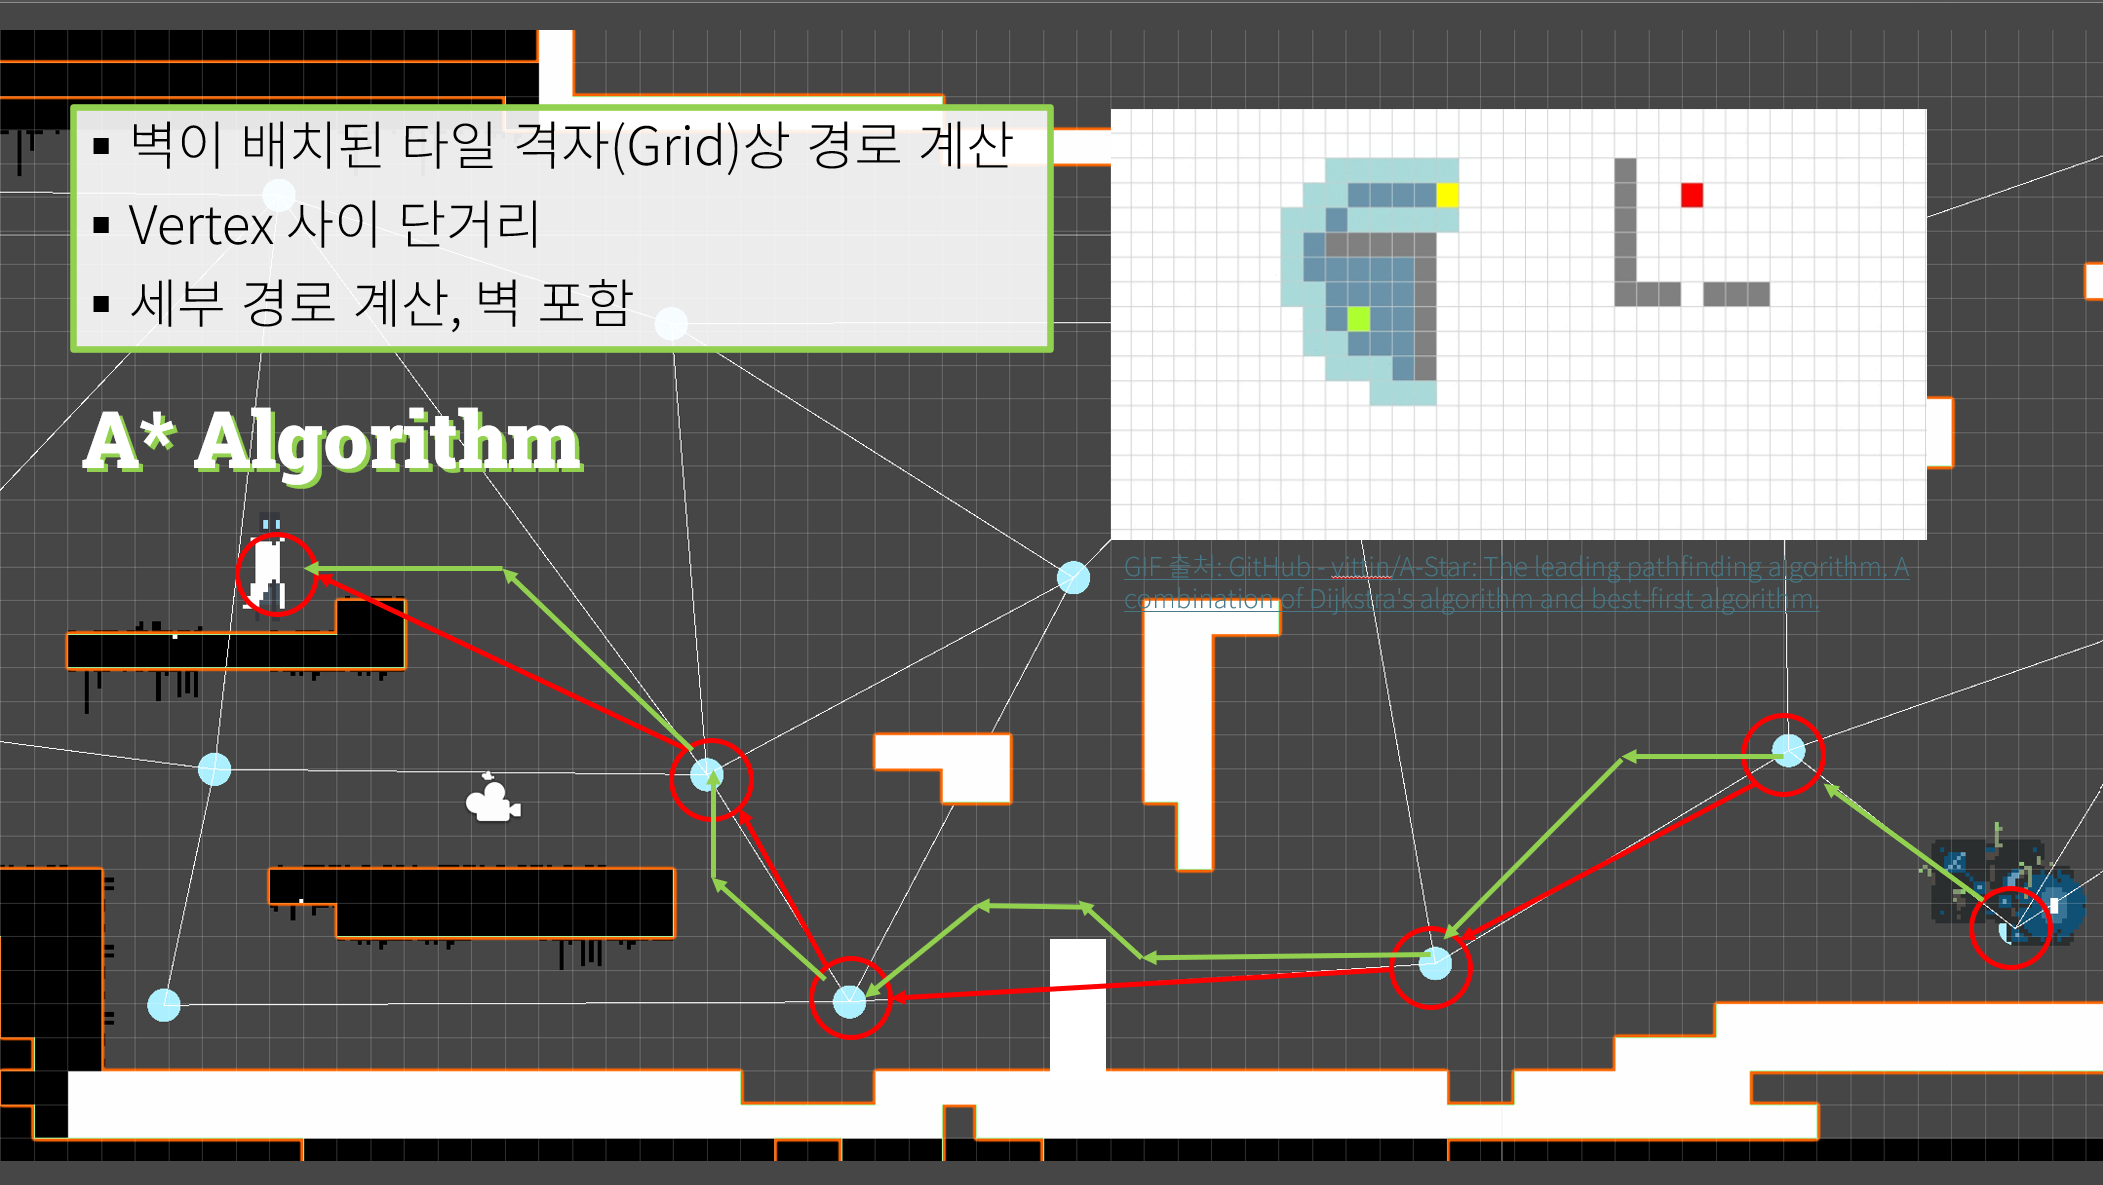 ▪ 벽이 배치된 타일 격자(Grid)상 경로 계산
▪ Vertex 사이 단거리
▪ 세부 경로 계산, 벽 포함
A* Algorithm
GIF 출처: GitHub - yittin/A-Star: The leading pathfinding algorithm. A
combination of Dijkstra's algorithm and best-first algorithm.